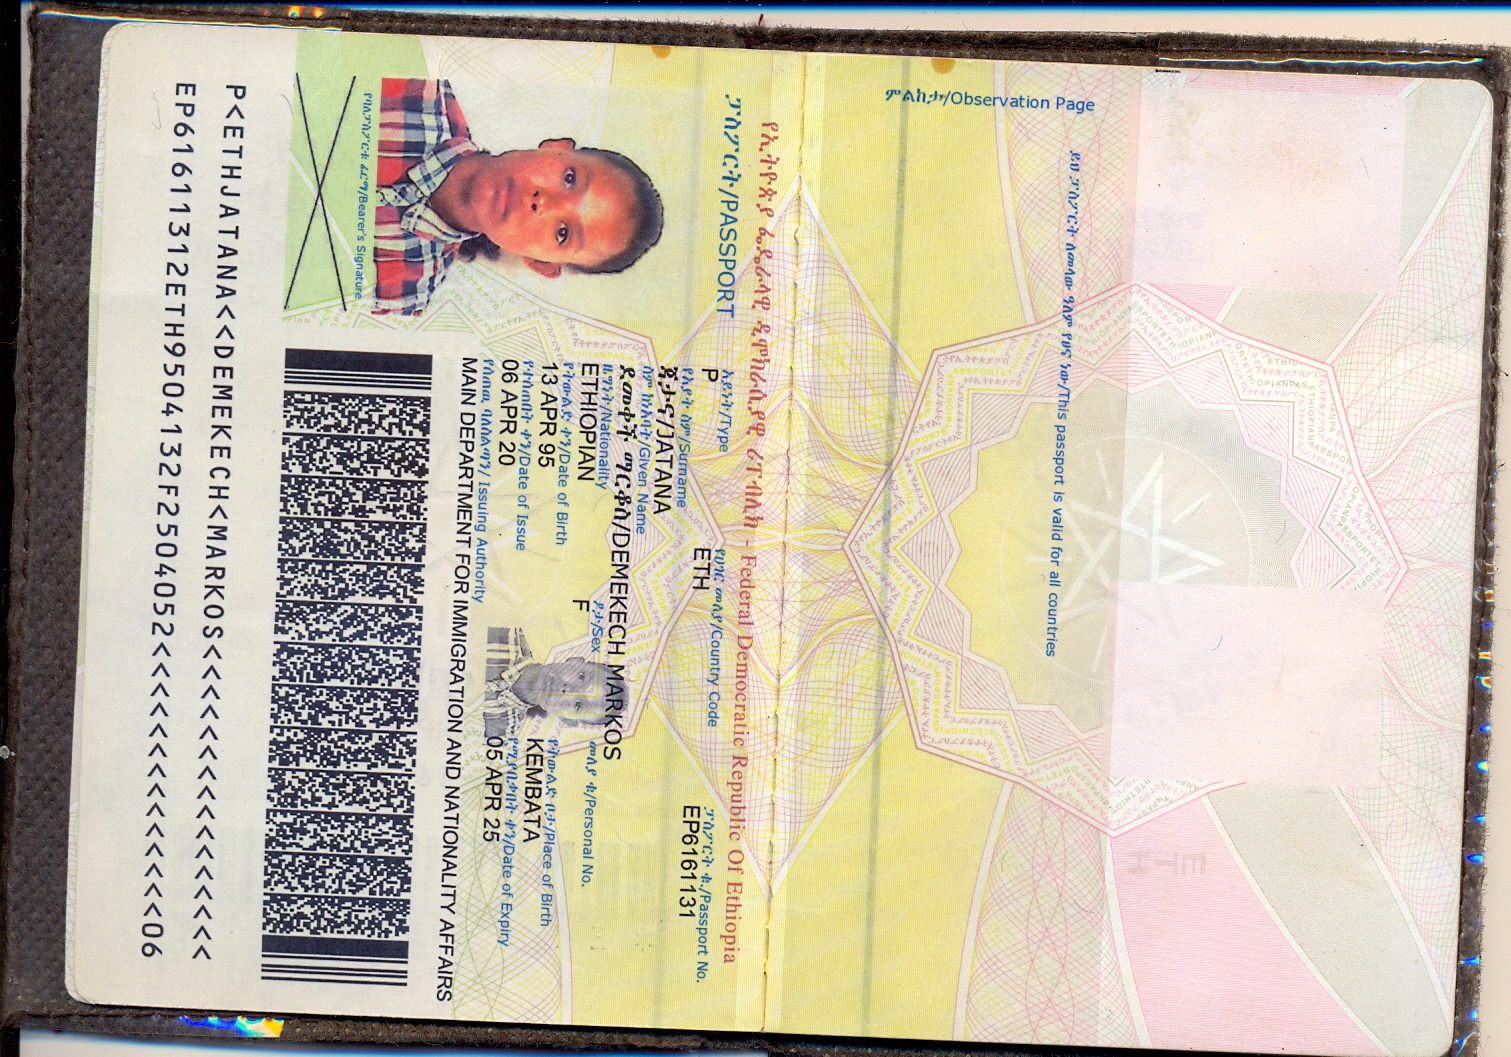 ምልከታ/Observation Page
ይህ ፓስፖርት ለመላው ዓለም የፀና ነው/This passport is valid for all countries
የኢትዮጵያ ፌዴራላዊ ዲሞክራሲያዊ ሪፐብሊክ - Federal Democratic Republic Of Ethiopia
ፓስፖርት/PASSPORT
አይነት/Type
የሀገር መለያ/Country Code
ፓስፖርት ቁ./Passport No.
P
ETH
EP6161131
የአያት ስም/Surname
ጃታና/JATANA
ስም ከነአባት/Given Name
ደመቀች ማርቆስ/DEMEKECH MARKOS
ዜግነት/Nationality
ፆታ/Sex
መለያ ቁ/Personal No.
ETHIOPIAN
F
የትውልድ ቀን/Date of Birth
የትውልድ ቦታ/Place of Birth
13 APR 95
KEMBATA
የተሰጠበት ቀን/Date of Issue
የሚያበቃበት ቀን/Date of Expiry
06 APR 20
05 APR 25
የሰጠዉ ባለስልጣን/ Issuing Authority
MAIN DEPARTMENT FOR IMMIGRATION AND NATIONALITY AFFAIRS
የባለፓስፖርቱ ፊርማ/Bearer's Signature
P<ETHJATANA<<DEMEKECH<MARKOS<<<<<<<<<<<<<<<<
EP61611312ETH9504132F2504052<<<<<<<<<<<<<<06